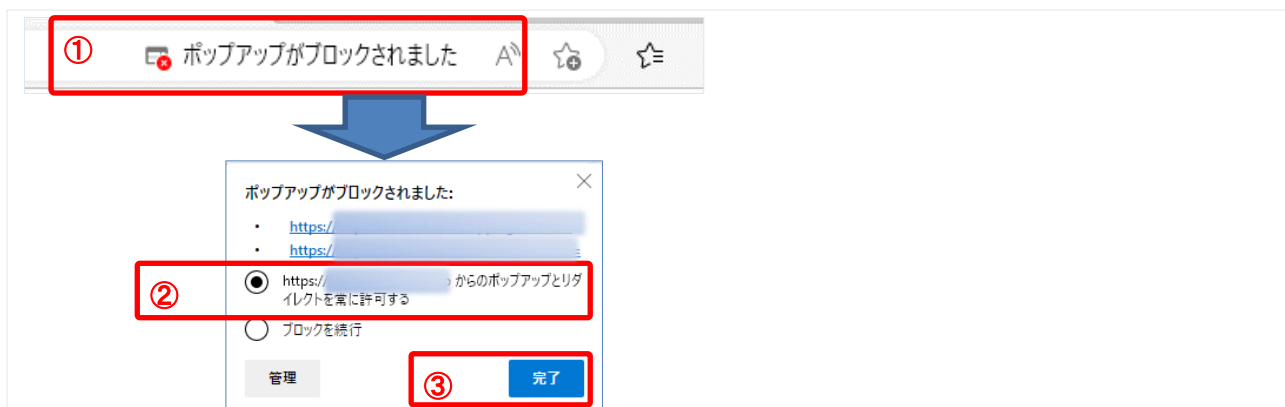 ① ポップアップがブロックされました A
ポップアップがブロックされました:
• https://
• https://
② https:// からのポップアップとリダ
イレクトを常に許可する
ブロックを続行
管理 ③ 完了